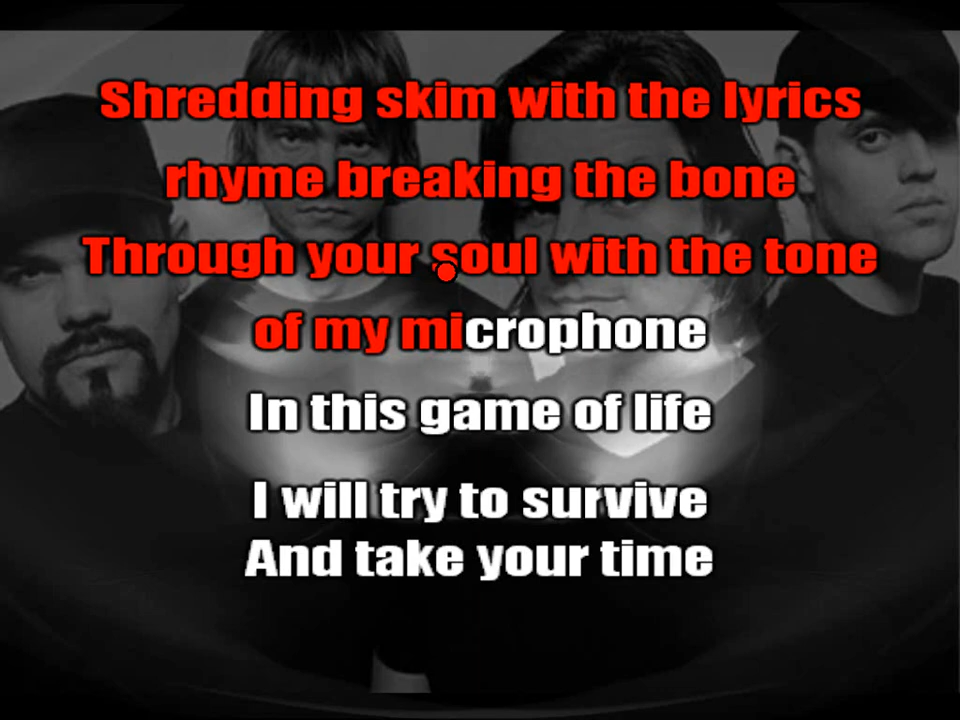 Shredding skim with the lyrics
rhyme breaking the bone
Through your soul with the tone
of my microphone
In this game of life
I will try to survive
And take your time